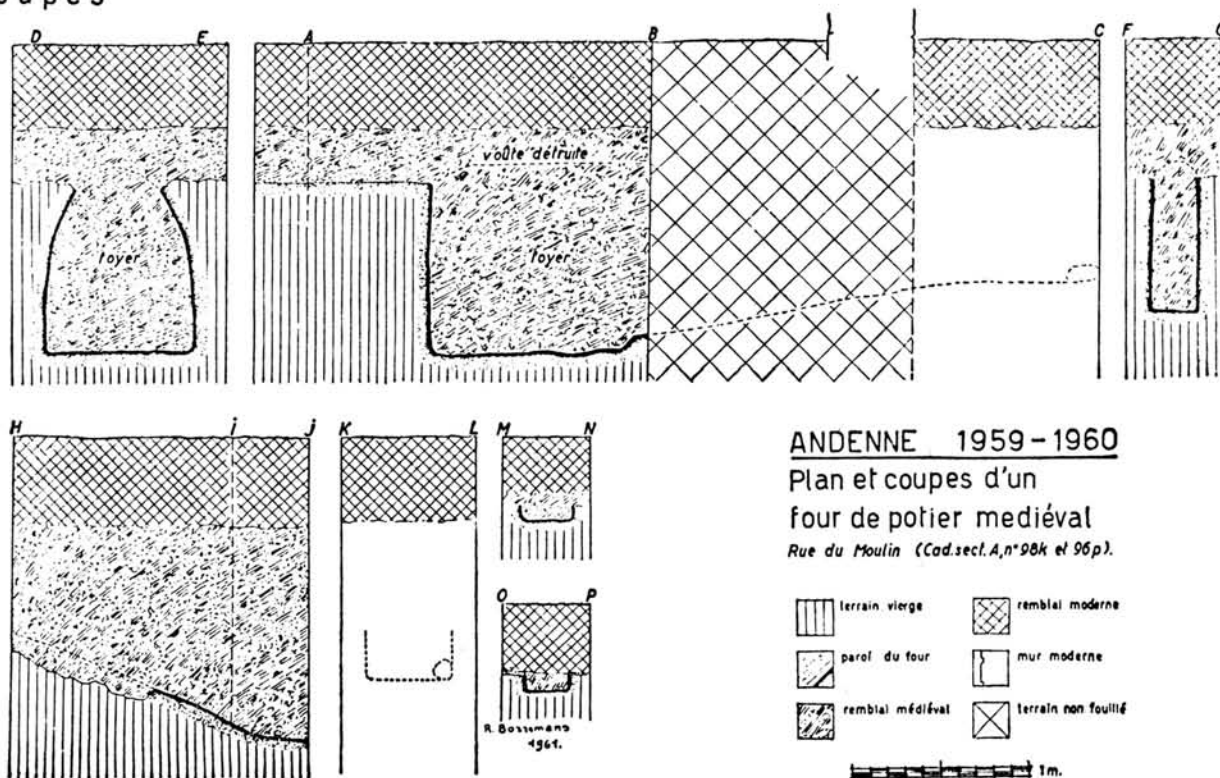 D E A B C F
voûte détruite
foyer foyer
H i J K L M N
O P
R. Bossemans
1961.
ANDENNE 1959-1960
Plan et coupes d'un
four de potier mediéval
Rue du Moulin (Cad.sect.A,n°98k et 96p).
terrain vierge
remblai moderne
paroi du four
mur moderne
remblai médiéval
terrain non fouillé
1m.